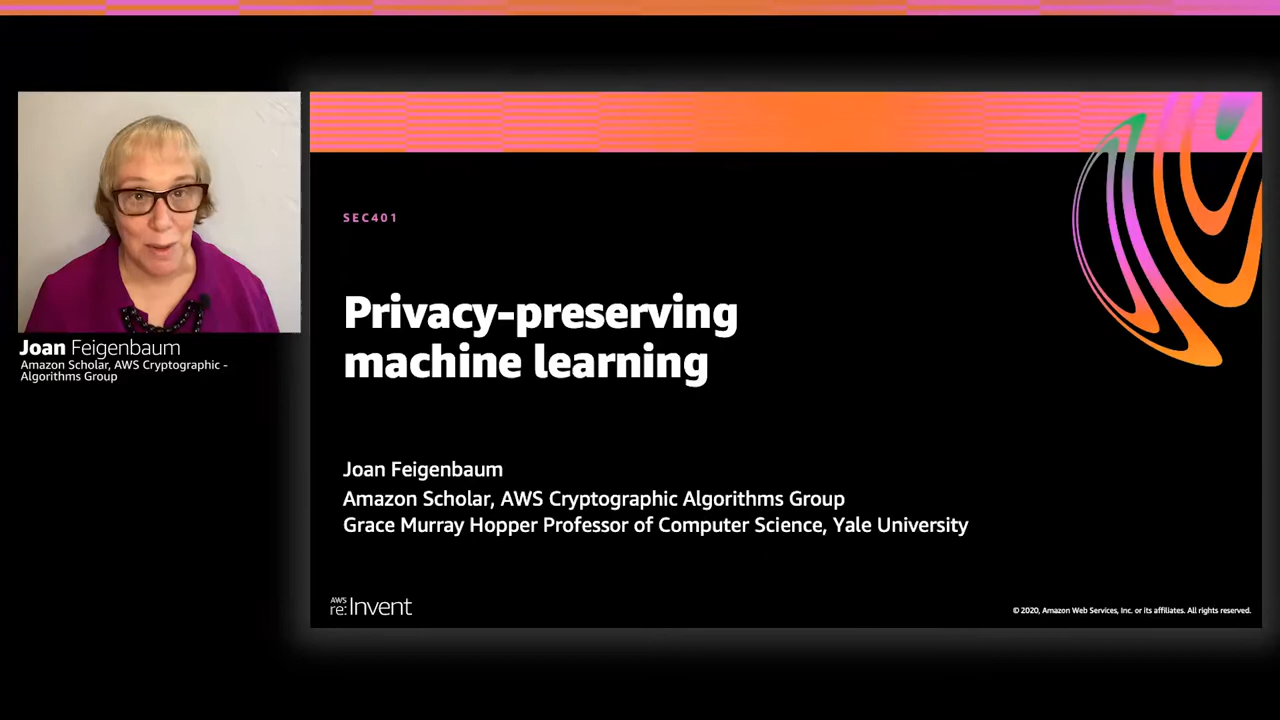 Joan Feigenbaum
Amazon Scholar, AWS Cryptographic -
Algorithms Group
SEC401
Privacy-preserving
machine learning
Joan Feigenbaum
Amazon Scholar, AWS Cryptographic Algorithms Group
Grace Murray Hopper Professor of Computer Science, Yale University
AWS
re:Invent
© 2020, Amazon Web Services, Inc. or its affiliates. All rights reserved.